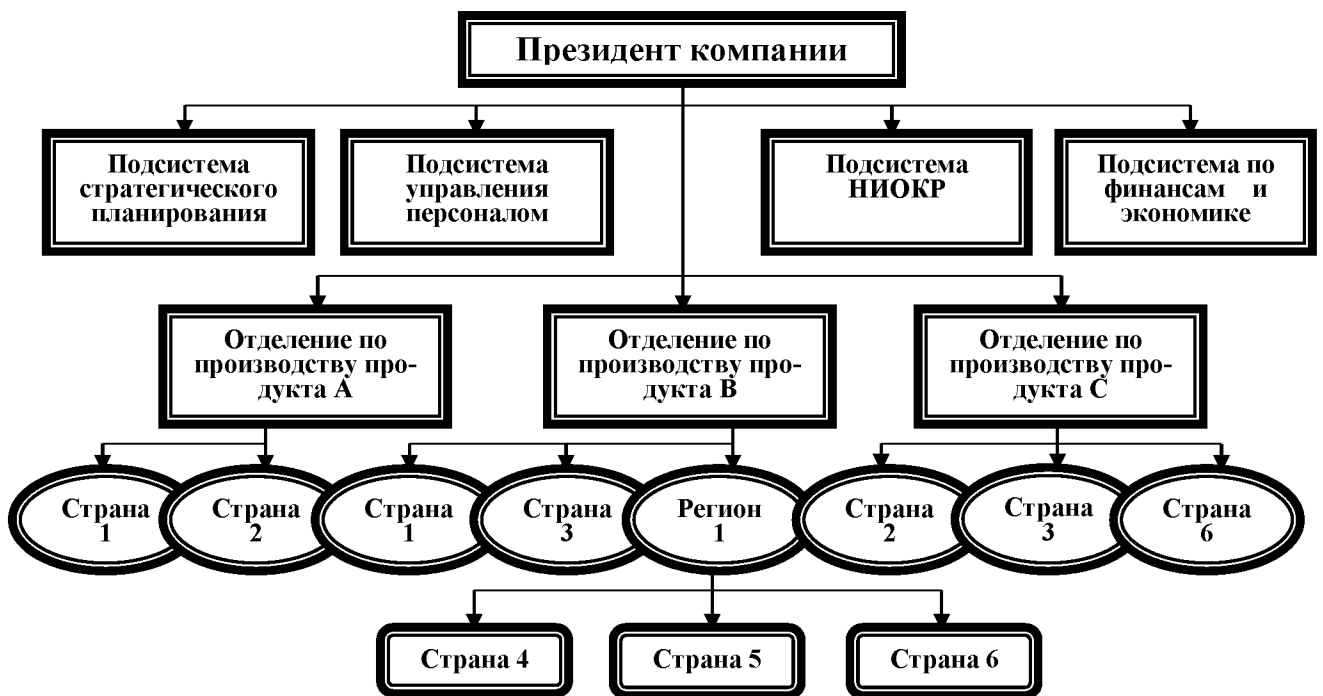 Президент компании
Подсистема
стратегического
планирования
Подсистема
управления
персоналом
Подсистема
НИОКР
Подсистема по
финансам и
экономике
Отделение по
производству про-
дукта А
Отделение по
производству про-
дукта В
Отделение по
производству про-
дукта С
Страна
1
Страна
2
Страна
1
Страна
3
Регион
1
Страна
2
Страна
3
Страна
6
Страна 4
Страна 5
Страна 6